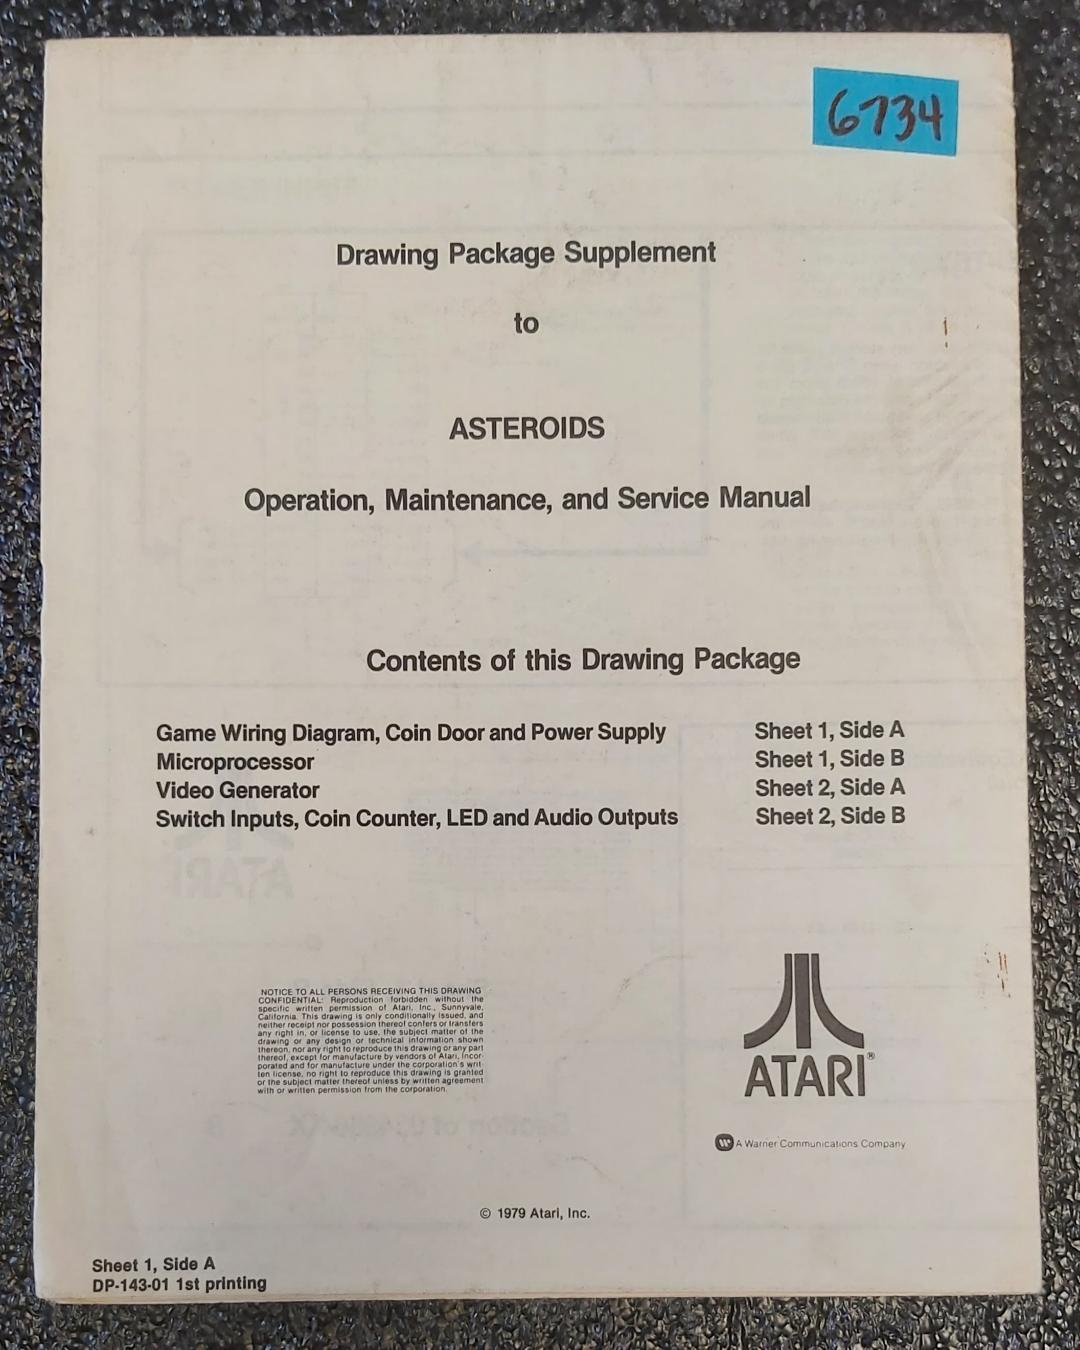 6734
Drawing Package Supplement
to
ASTEROIDS
Operation, Maintenance, and Service Manual
Contents of this Drawing Package
Game Wiring Diagram, Coin Door and Power Supply Sheet 1, Side A
Microprocessor Sheet 1, Side B
Video Generator Sheet 2, Side A
Switch Inputs, Coin Counter, LED and Audio Outputs Sheet 2, Side B
NOTICE TO ALL PERSONS RECEIVING THIS DRAWING
CONFIDENTIAL: Reproduction forbidden without the
specific written permission of Atari, Inc., Sunnyvale,
California. This drawing is only conditionally issued, and
neither receipt nor possession thereof confers or transfers
any right in, or license to use, the subject matter of the
drawing or any design or technical information shown
thereon, nor any right to reproduce this drawing or any part
thereof, except for manufacture by vendors of Atari, Incor-
porated and for manufacture under the corporation's writ-
ten license, no right to reproduce this drawing is granted
or the subject matter thereof unless by written agreement
with or written permission from the corporation.
ATARI®
A Warner Communications Company
© 1979 Atari, Inc.
Sheet 1, Side A
DP-143-01 1st printing